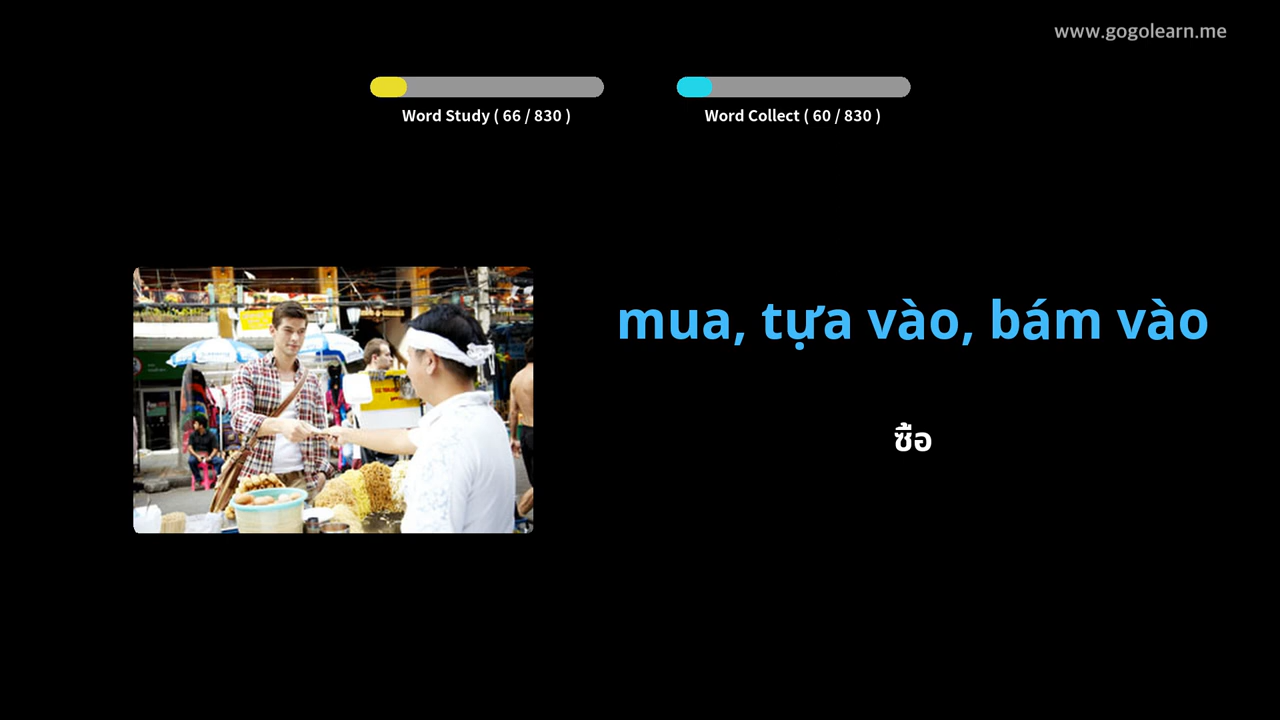 www.gogolearn.me
Word Study ( 66 / 830 )
Word Collect ( 60 / 830 )
mua, tựa vào, bám vào
ซื้อ